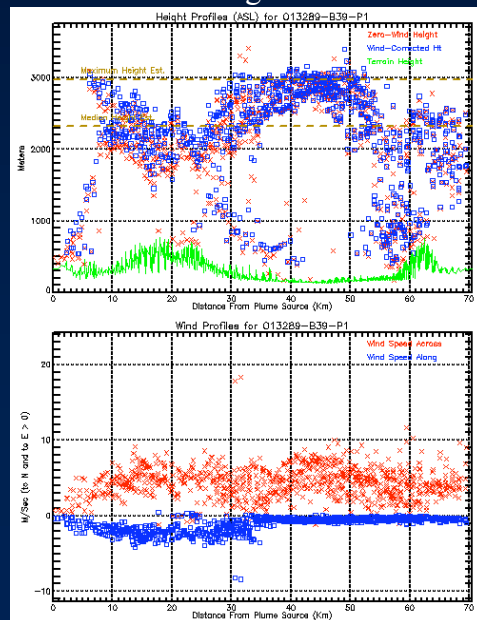 Height Profiles (ASL) for O13289-B39-P1
Zero-Wind Height
Wind-Corrected Ht
Terrain Height
Maximum Height Est.
3000
2000
1000
0
Meters
0 10 20 30 40 50 60 70
Distance From Plume Source (Km)
Wind Profiles for O13289-B39-P1
Wind Speed Across
Wind Speed Along
20
10
0
-10
M/Sec (to N and to E > 0)
0 10 20 30 40 50 60 70
Distance From Plume Source (Km)